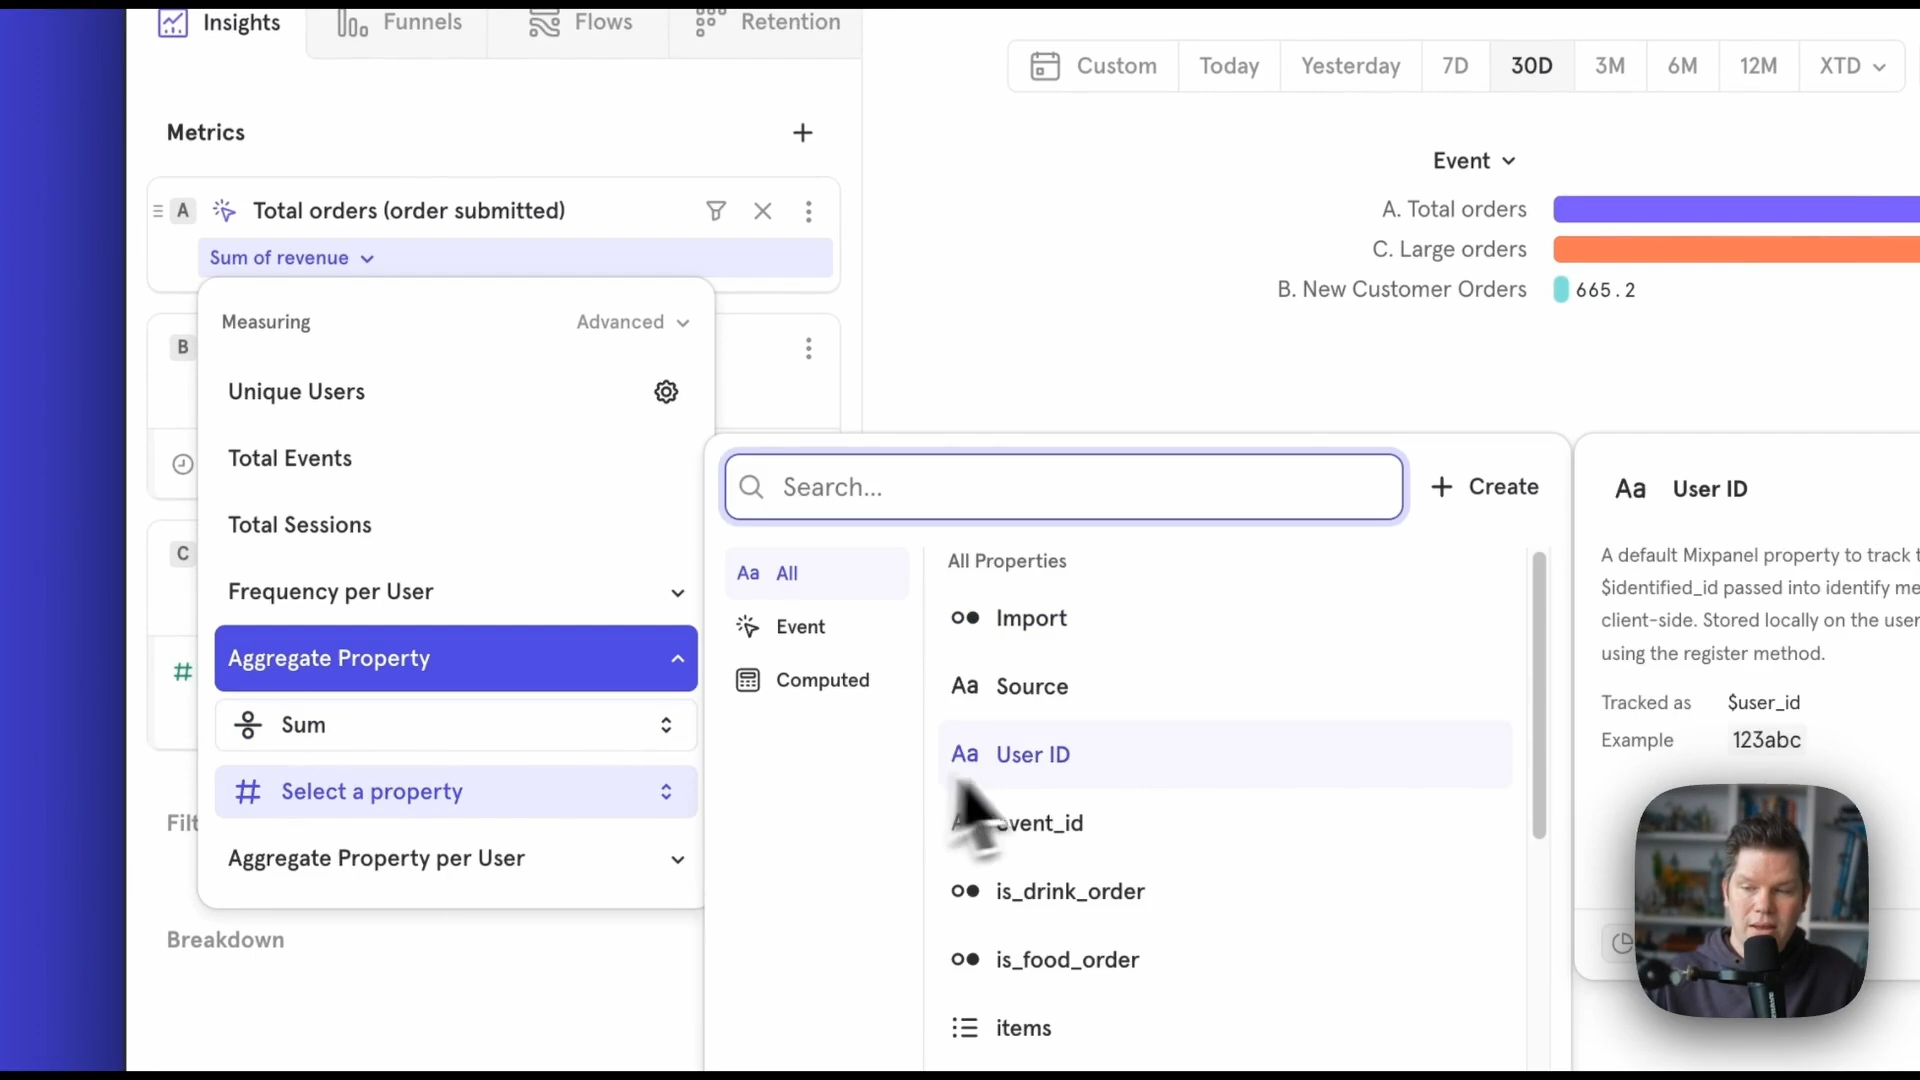 Insights
Funnels
Flows
Retention
Custom
Today
Yesterday
7D
30D
3M
6M
12M
XTD
Metrics
A
Total orders (order submitted)
Sum of revenue
Event
A. Total orders
C. Large orders
B. New Customer Orders
665.2
B
C
Measuring
Advanced
Unique Users
Total Events
Total Sessions
Frequency per User
Aggregate Property
Sum
Select a property
Aggregate Property per User
Breakdown
Search...
Create
Aa All
Event
Computed
All Properties
Import
Aa Source
Aa User ID
event_id
is_drink_order
is_food_order
items
Aa User ID
A default Mixpanel property to track
$identified_id passed into identify
client-side. Stored locally on the
using the register method.
Tracked as $user_id
Example 123abc